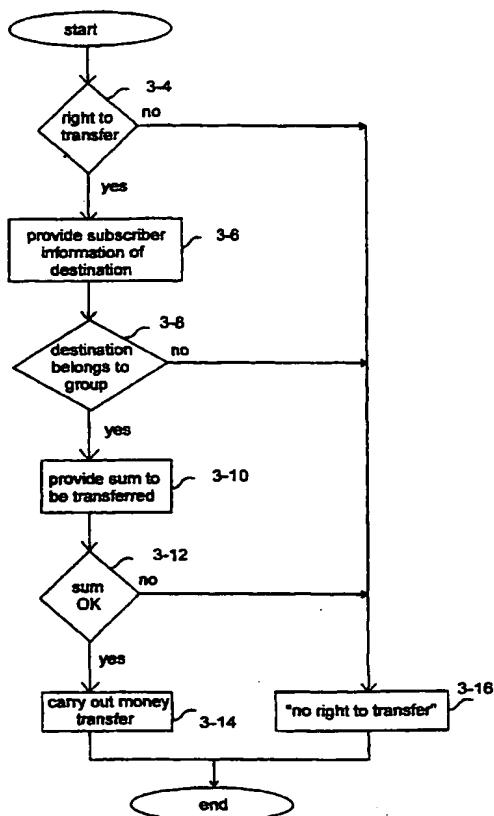 start
3-4
right to
transfer
no
yes
provide subscriber
information of
destination
3-6
3-8
destination
belongs to
group
no
yes
provide sum to
be transferred
3-10
3-12
sum
OK
no
yes
carry out money
transfer
3-14
"no right to transfer"
3-16
end